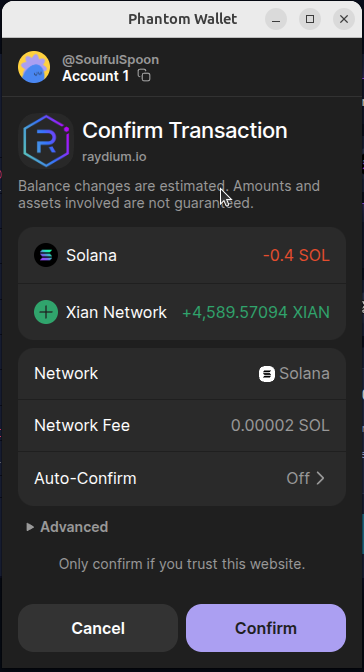 Phantom Wallet
@SoulfulSpoon
Account 1
Confirm Transaction
raydium.io
Balance changes are estimated. Amounts and
assets involved are not guaranteed.
Solana
-0.4 SOL
Xian Network
+4,589.57094 XIAN
Network
Solana
Network Fee
0.00002 SOL
Auto-Confirm
Off
Advanced
Only confirm if you trust this website.
Cancel
Confirm